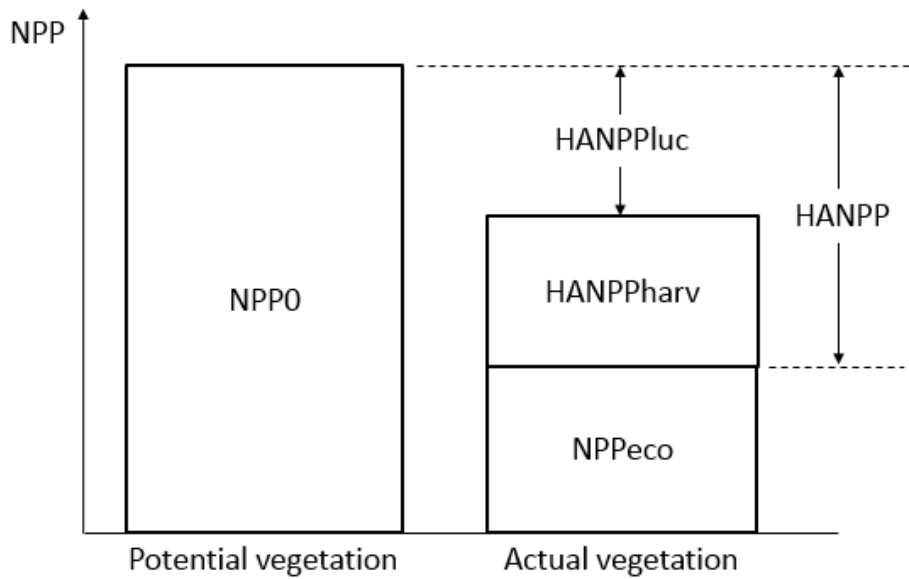 NPP
HANPPluc
HANPP
NPP0
HANPPharv
NPPeco
Potential vegetation
Actual vegetation